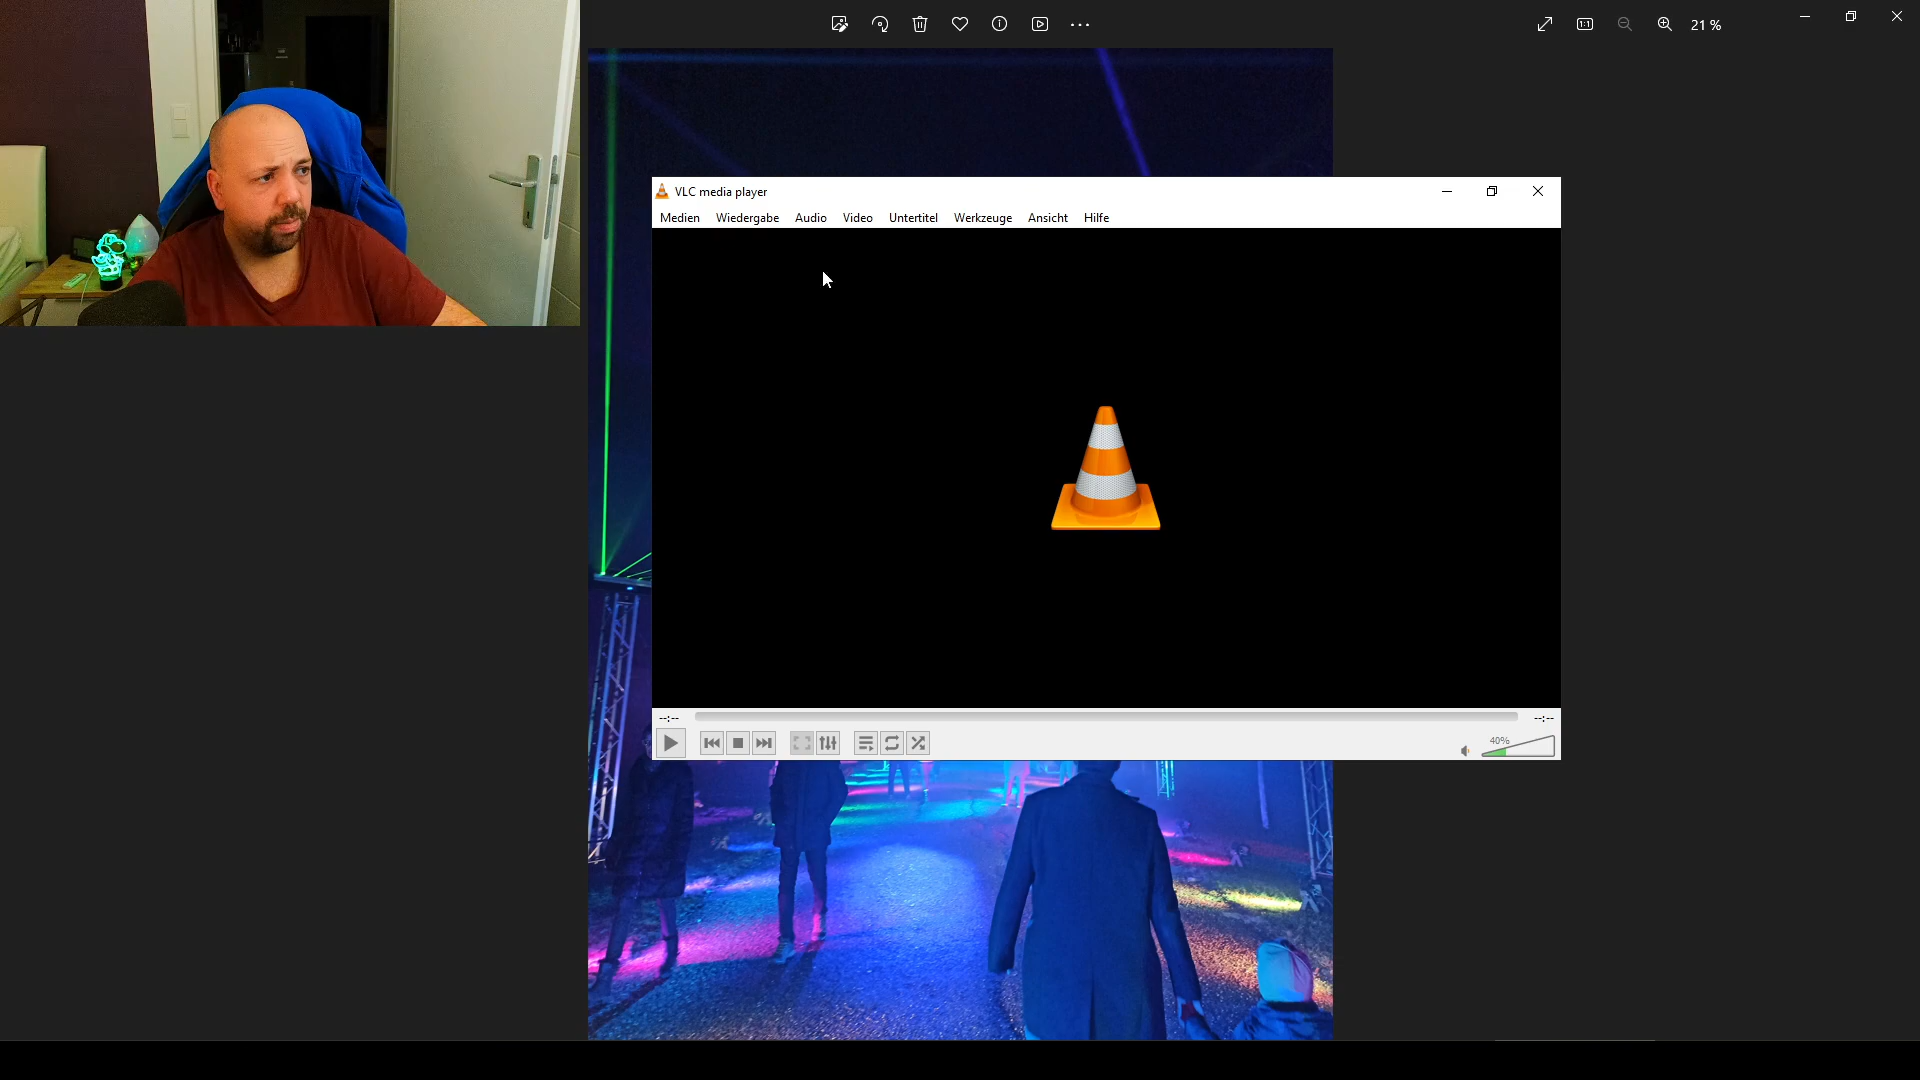 21 %
VLC media player
Medien Wiedergabe Audio Video Untertitel Werkzeuge Ansicht Hilfe
--:-- --:--
40%